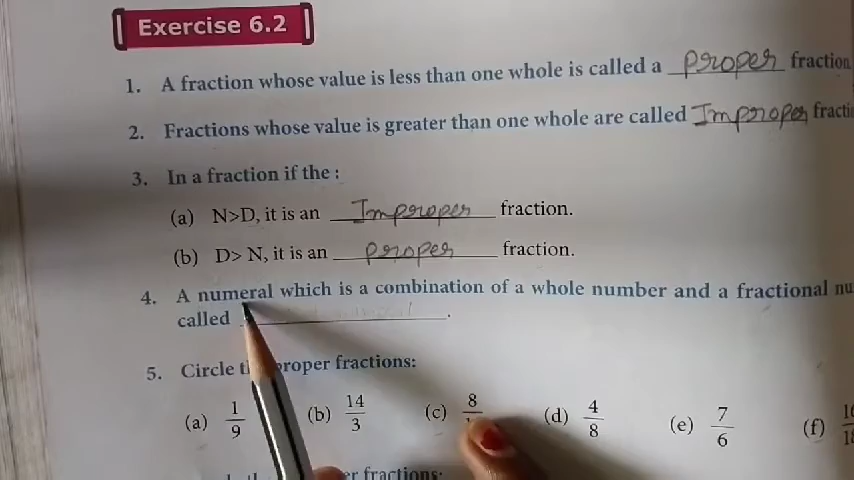 Exercise 6.2
1. A fraction whose value is less than one whole is called a proper fraction
2. Fractions whose value is greater than one whole are called Improper
3. In a fraction if the :
(a) N>D, it is an Improper fraction.
(b) D> N, it is an proper fraction.
4. A numeral which is a combination of a whole number and a fractional
called .
5. Circle proper fractions:
(a) 1/9 (b) 14/3 (c) 8 (d) 4/8 (e) 7/6 (f)
fractions: